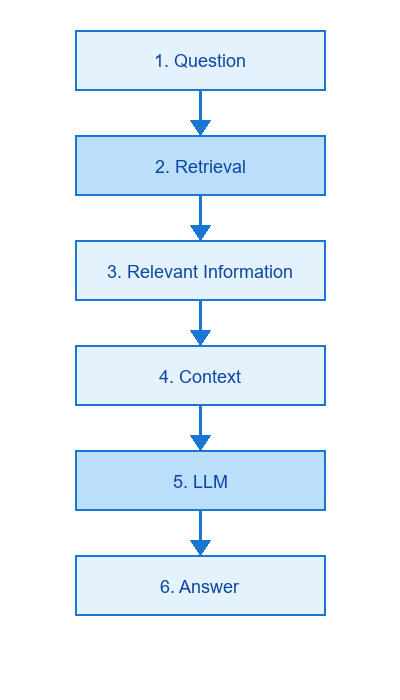 1. Question
2. Retrieval
3. Relevant Information
4. Context
5. LLM
6. Answer